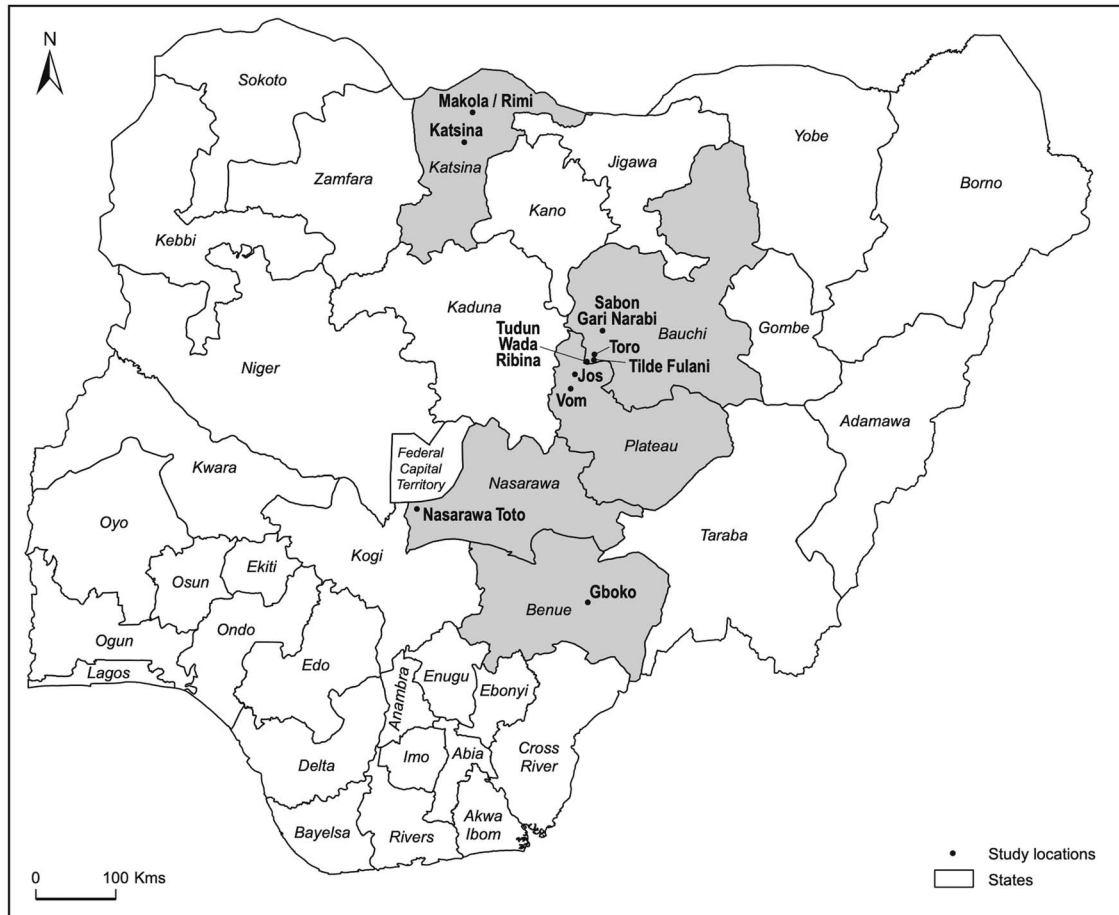 N
Sokoto
Makola / Rimi
Katsina
Katsina
Zamfara
Kebbi
Jigawa
Yobe
Borno
Kano
Kaduna
Sabon
Gari Narabi
Bauchi
Gombe
Tudun
Wada
Ribina
Toro
Tilde Fulani
Jos
Vom
Niger
Adamawa
Plateau
Federal
Capital
Territory
Nasarawa
Nasarawa Toto
Kwara
Oyo
Taraba
Kogi
Osun
Ekiti
Gboko
Benue
Ogun
Ondo
Lagos
Edo
Anambra
Enugu
Ebonyi
Delta
Imo
Abia
Cross
River
Bayelsa
Rivers
Akwa
Ibom
0 100 Kms
Study locations
States